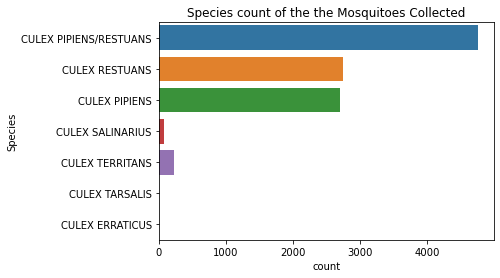 Species count of the the Mosquitoes Collected
CULEX PIPIENS/RESTUANS
CULEX RESTUANS
CULEX PIPIENS
CULEX SALINARIUS
CULEX TERRITANS
CULEX TARSALIS
CULEX ERRATICUS
Species
0 1000 2000 3000 4000
count